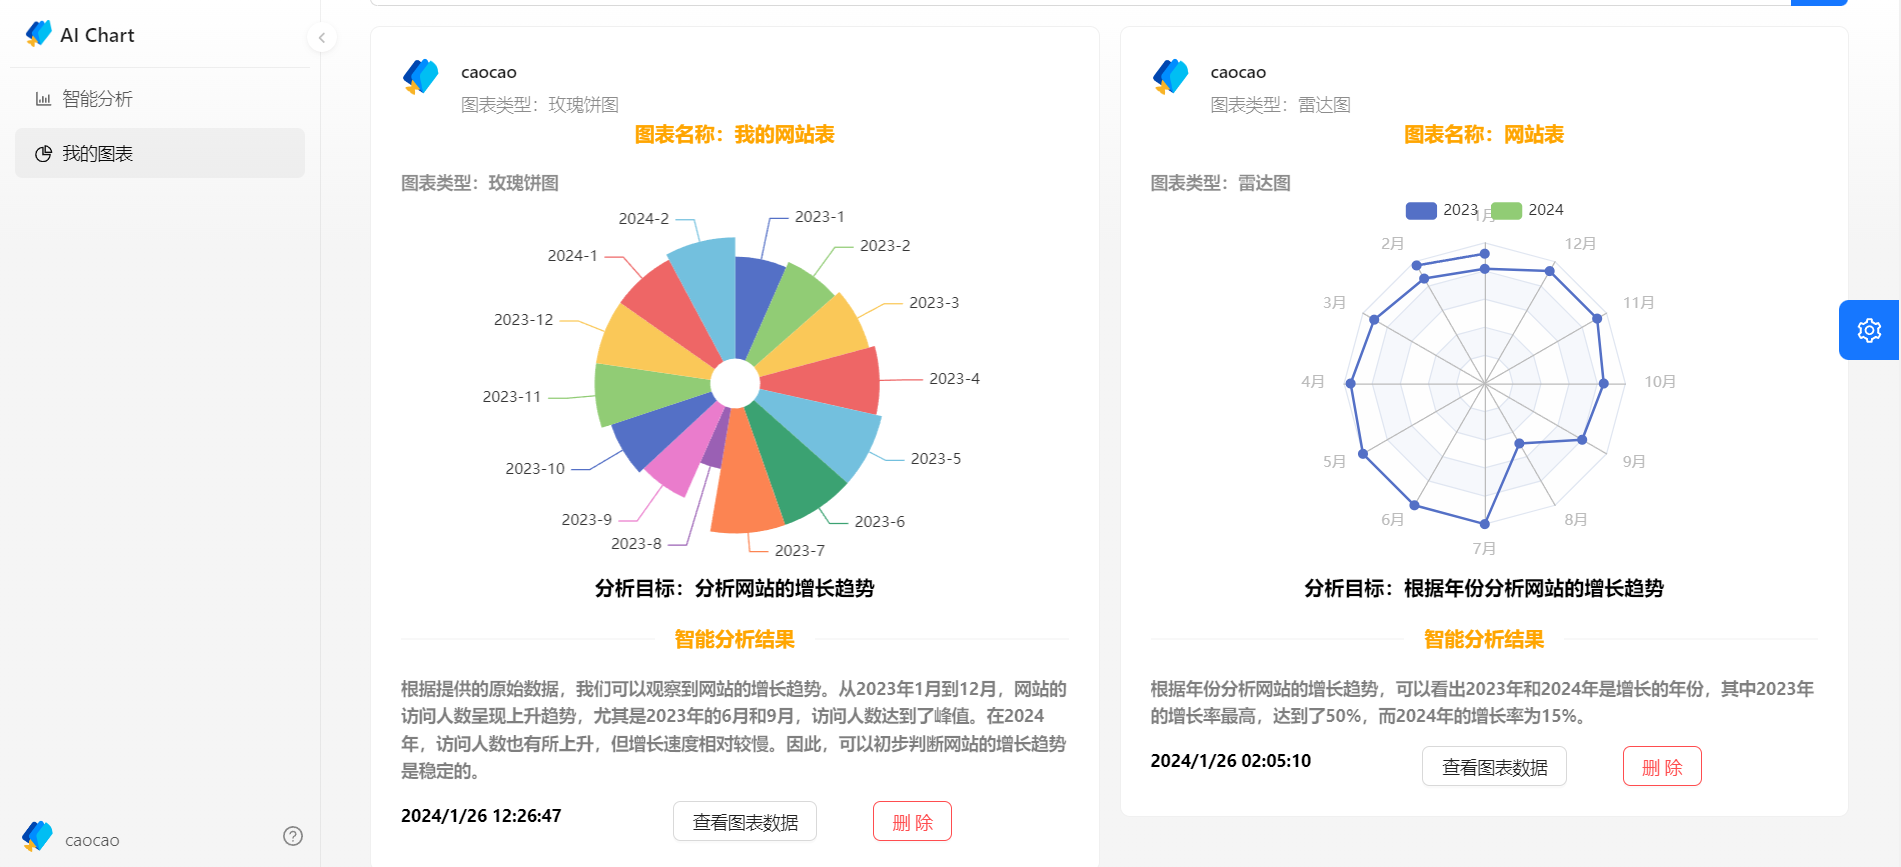 AI Chart
智能分析
我的图表
caocao
caocao
图表类型：玫瑰饼图
图表名称：我的网站表
图表类型：玫瑰饼图
2024-2
2023-1
2023-2
2024-1
2023-3
2023-12
2023-4
2023-11
2023-5
2023-10
2023-9
2023-6
2023-8
2023-7
分析目标：分析网站的增长趋势
智能分析结果
根据提供的原始数据，我们可以观察到网站的增长趋势。从2023年1月到12月，网站的
访问人数呈现上升趋势，尤其是2023年的6月和9月，访问人数达到了峰值。在2024
年，访问人数也有所上升，但增长速度相对较慢。因此，可以初步判断网站的增长趋势
是稳定的。
2024/1/26 12:26:47
查看图表数据
删 除
caocao
图表类型：雷达图
图表名称：网站表
图表类型：雷达图
2023
2024
1月
2月
12月
3月
11月
4月
10月
5月
9月
6月
8月
7月
分析目标：根据年份分析网站的增长趋势
智能分析结果
根据年份分析网站的增长趋势，可以看出2023年和2024年是增长的年份，其中2023年
的增长率最高，达到了50%，而2024年的增长率为15%。
2024/1/26 02:05:10
查看图表数据
删 除